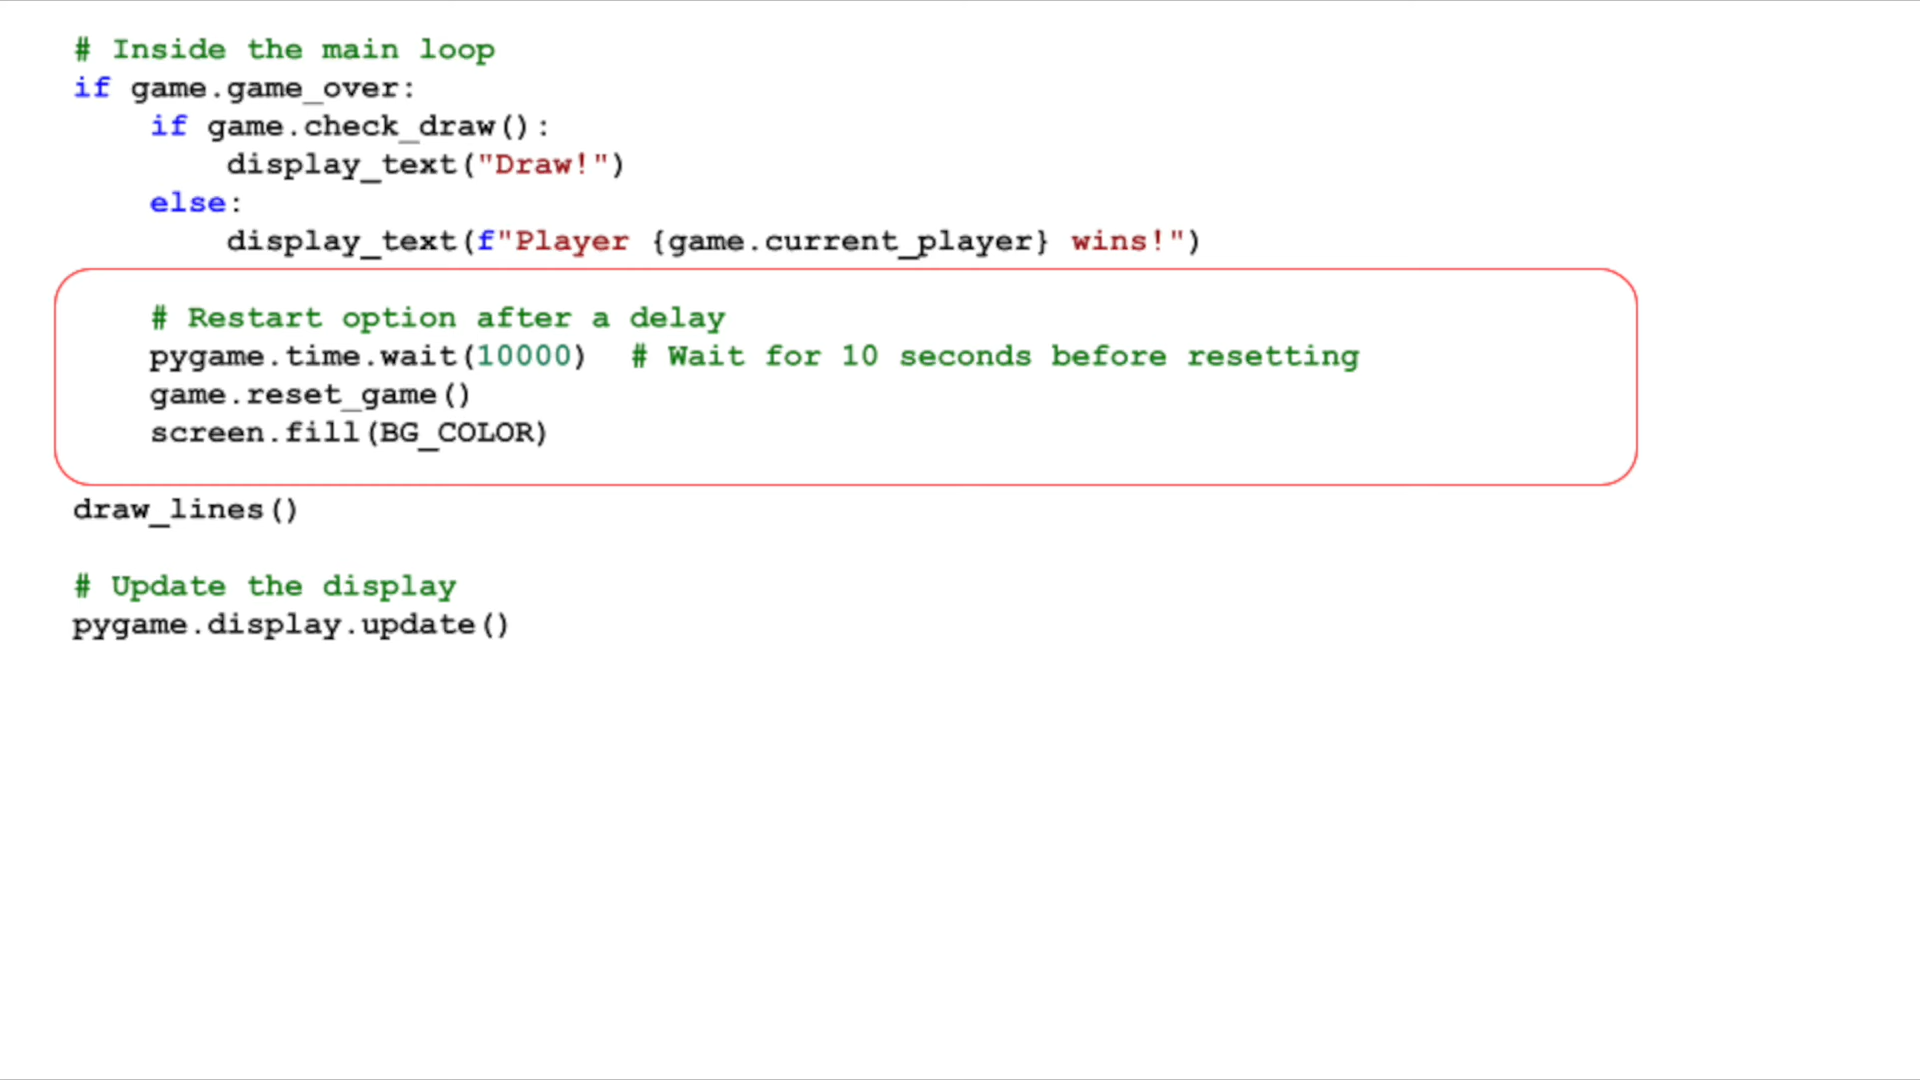 # Inside the main loop
if game.game_over:
    if game.check_draw():
        display_text("Draw!")
    else:
        display_text(f"Player {game.current_player} wins!")
    # Restart option after a delay
    pygame.time.wait(10000)  # Wait for 10 seconds before resetting
    game.reset_game()
    screen.fill(BG_COLOR)
draw_lines()
# Update the display
pygame.display.update()